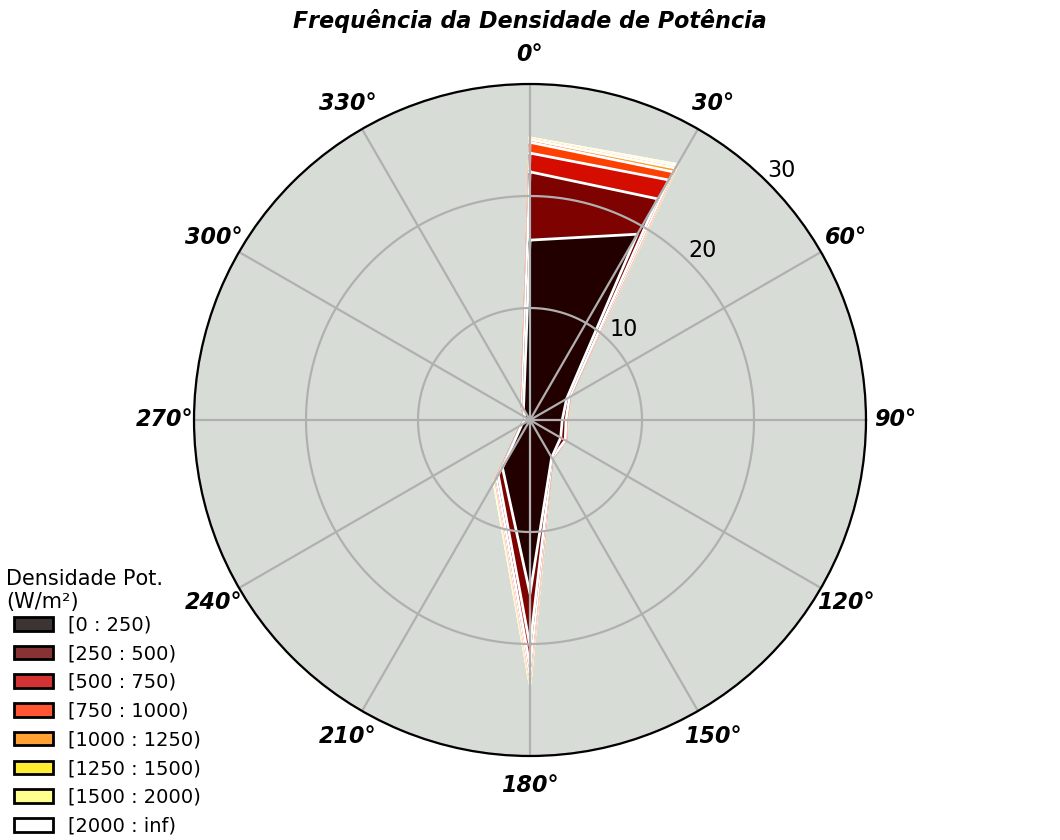 Frequência da Densidade de Potência
0°
330°
30°
30
300°
60°
20
10
270°
90°
240°
120°
210°
150°
180°
Densidade Pot.
(W/m²)
[0 : 250)
[250 : 500)
[500 : 750)
[750 : 1000)
[1000 : 1250)
[1250 : 1500)
[1500 : 2000)
[2000 : inf)